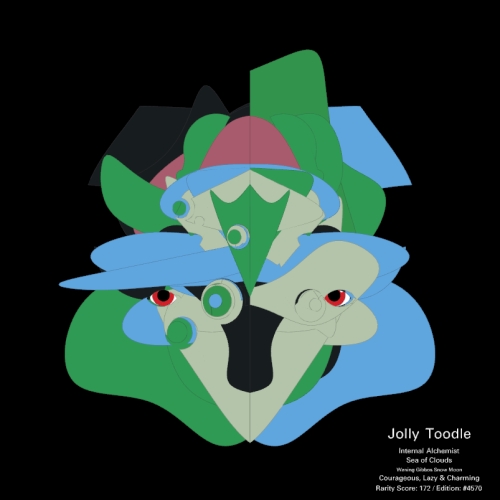 Jolly Toodle
Internal Alchemist
Sea of Clouds
Waning Gibbous Snow Moon
Courageous, Lazy & Charming
Rarity Score: 172 / Edition: #4570